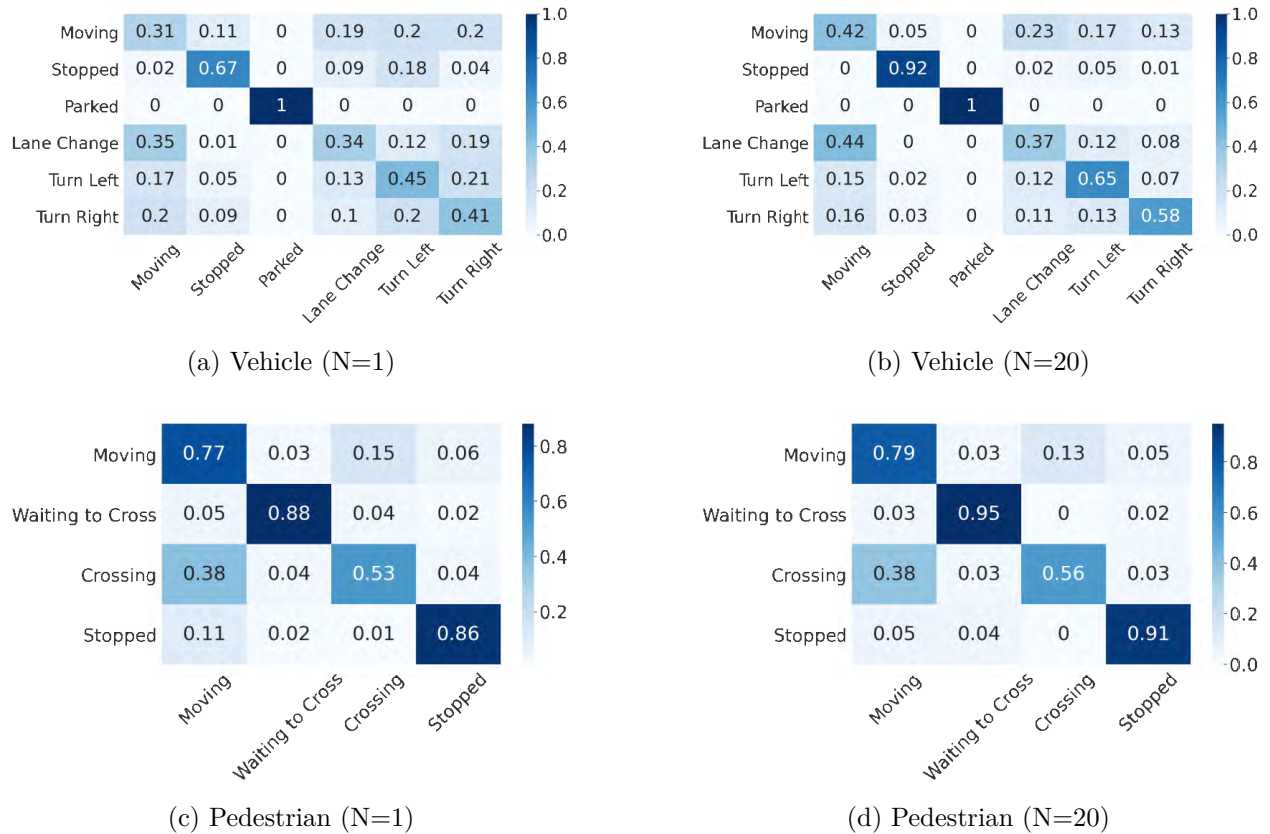 Moving 0.31 0.11 0 0.19 0.2 0.2
Stopped 0.02 0.67 0 0.09 0.18 0.04
Parked 0 0 1 0 0 0
Lane Change 0.35 0.01 0 0.34 0.12 0.19
Turn Left 0.17 0.05 0 0.13 0.45 0.21
Turn Right 0.2 0.09 0 0.1 0.2 0.41
Moving Stopped Parked Lane Change Turn Left Turn Right
1.0
0.8
0.6
0.4
0.2
0.0
(a) Vehicle (N=1)
Moving 0.42 0.05 0 0.23 0.17 0.13
Stopped 0 0.92 0 0.02 0.05 0.01
Parked 0 0 1 0 0 0
Lane Change 0.44 0 0 0.37 0.12 0.08
Turn Left 0.15 0.02 0 0.12 0.65 0.07
Turn Right 0.16 0.03 0 0.11 0.13 0.58
Moving Stopped Parked Lane Change Turn Left Turn Right
1.0
0.8
0.6
0.4
0.2
0.0
(b) Vehicle (N=20)
Moving 0.77 0.03 0.15 0.06
Waiting to Cross 0.05 0.88 0.04 0.02
Crossing 0.38 0.04 0.53 0.04
Stopped 0.11 0.02 0.01 0.86
Moving Waiting to Cross Crossing Stopped
0.8
0.6
0.4
0.2
(c) Pedestrian (N=1)
Moving 0.79 0.03 0.13 0.05
Waiting to Cross 0.03 0.95 0 0.02
Crossing 0.38 0.03 0.56 0.03
Stopped 0.05 0.04 0 0.91
Moving Waiting to Cross Crossing Stopped
0.8
0.6
0.4
0.2
0.0
(d) Pedestrian (N=20)